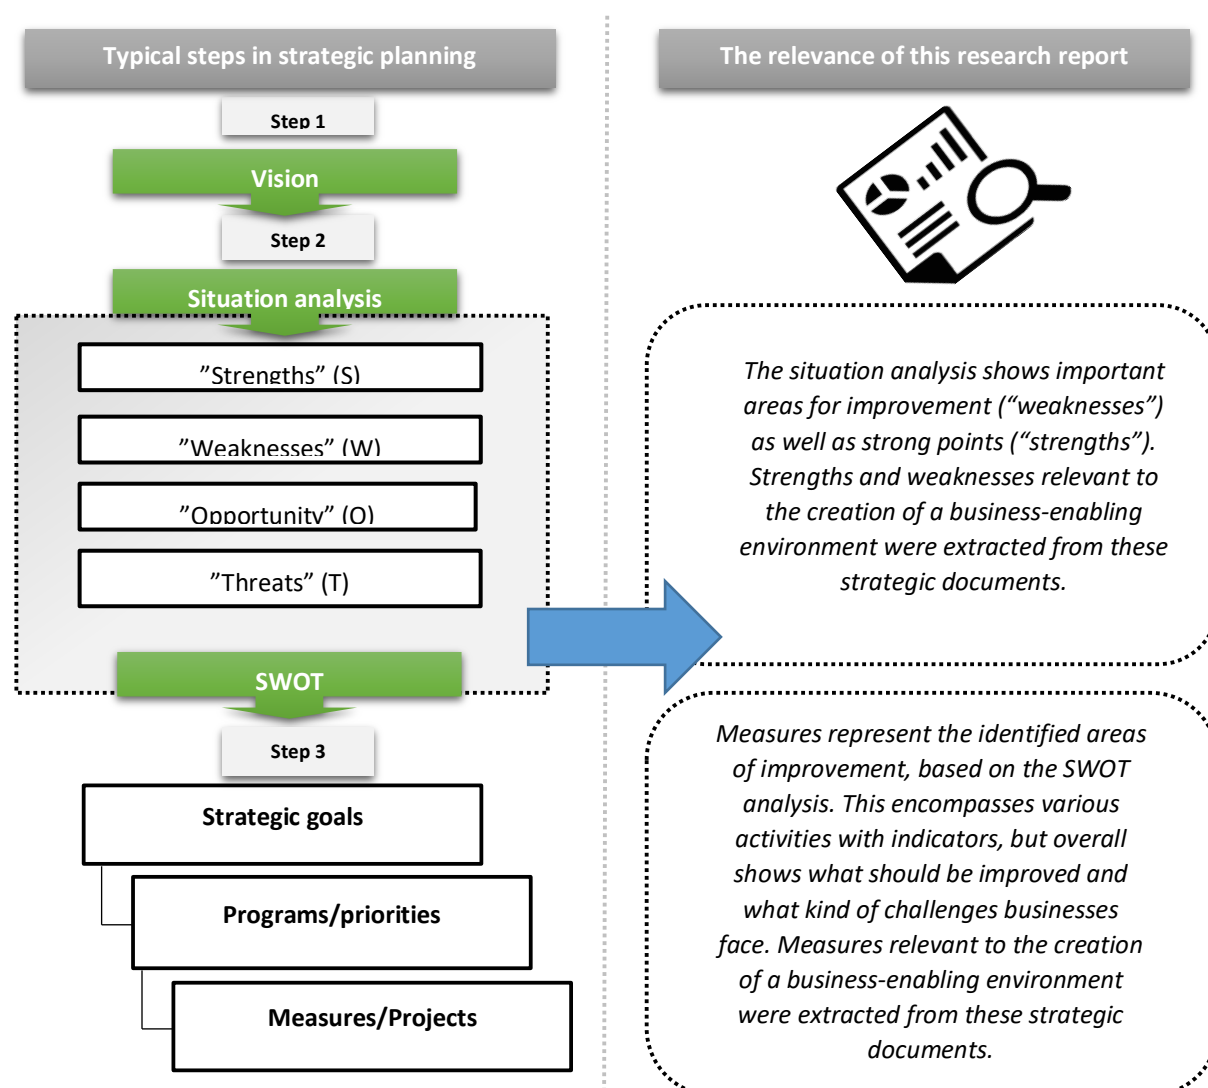 Typical steps in strategic planning
Step 1
Vision
Step 2
Situation analysis
”Strengths” (S)
”Weaknesses” (W)
”Opportunity” (O)
”Threats” (T)
SWOT
Step 3
Strategic goals
Programs/priorities
Measures/Projects
The relevance of this research report
The situation analysis shows important
areas for improvement (“weaknesses”)
as well as strong points (“strengths”).
Strengths and weaknesses relevant to
the creation of a business-enabling
environment were extracted from these
strategic documents.
Measures represent the identified areas
of improvement, based on the SWOT
analysis. This encompasses various
activities with indicators, but overall
shows what should be improved and
what kind of challenges businesses
face. Measures relevant to the creation
of a business-enabling environment
were extracted from these strategic
documents.